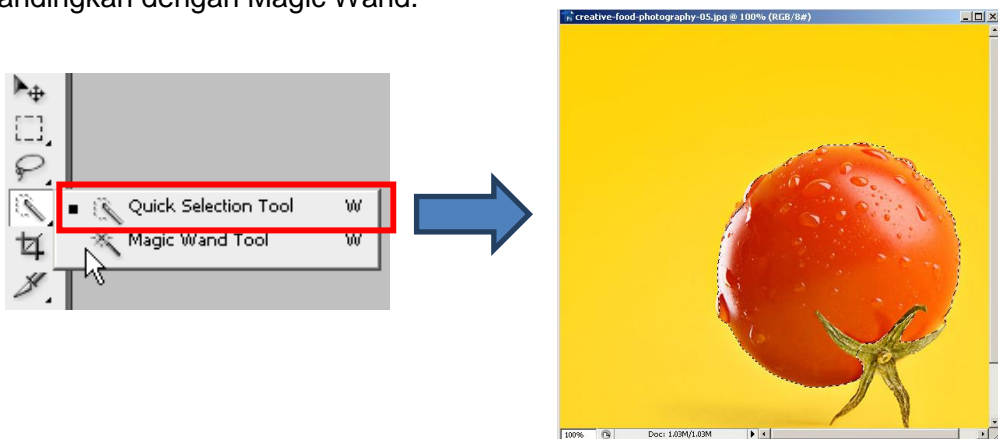 andingkan dengan Magic Wand.
creative-food-photography-05.jpg @ 100% (RGB/8#)
Quick Selection Tool W
Magic Wand Tool W
100% Doc: 1.03M/1.03M